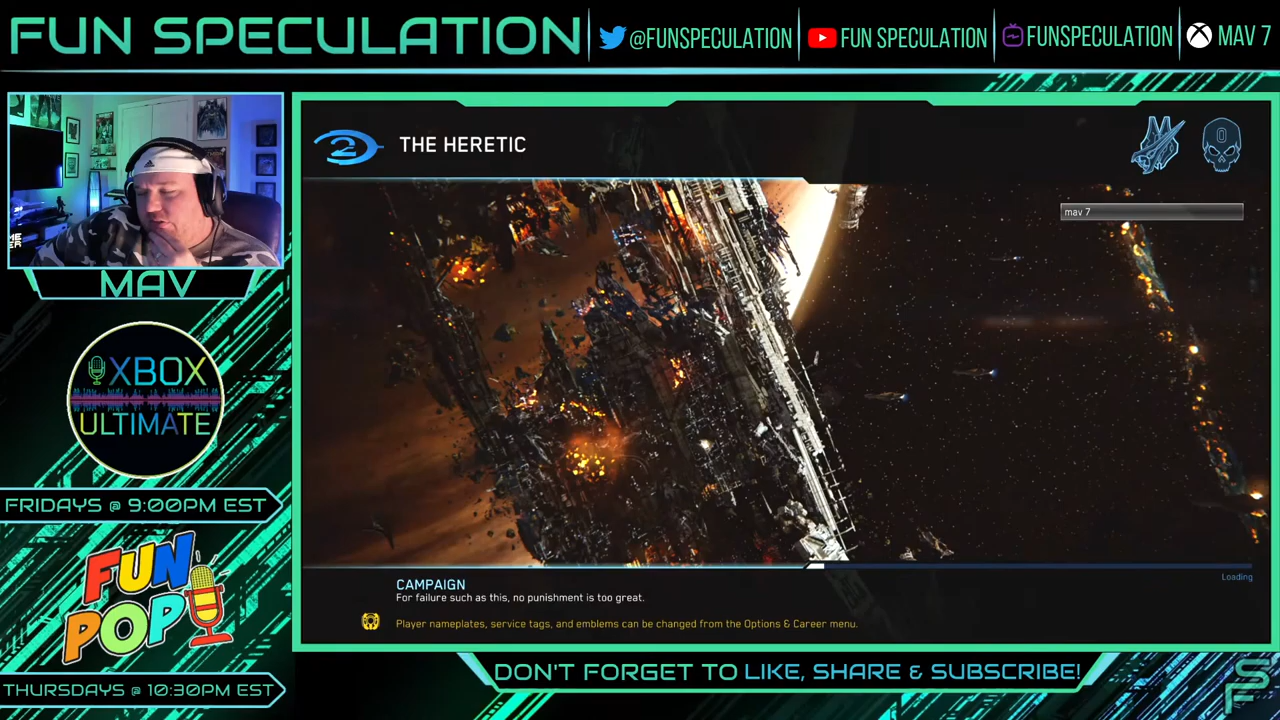 FUN SPECULATION
@FUNSPECULATION
FUN SPECULATION
FUNSPECULATION
MAV 7
2
THE HERETIC
0
mav 7
MAV
XBOX
ULTIMATE
FRIDAYS @ 9:00PM EST
FUN
POP
THURSDAYS @ 10:30PM EST
Loading
CAMPAIGN
For failure such as this, no punishment is too great.
Player nameplates, service tags, and emblems can be changed from the Options & Career menu.
DON'T FORGET TO LIKE, SHARE & SUBSCRIBE!
SF